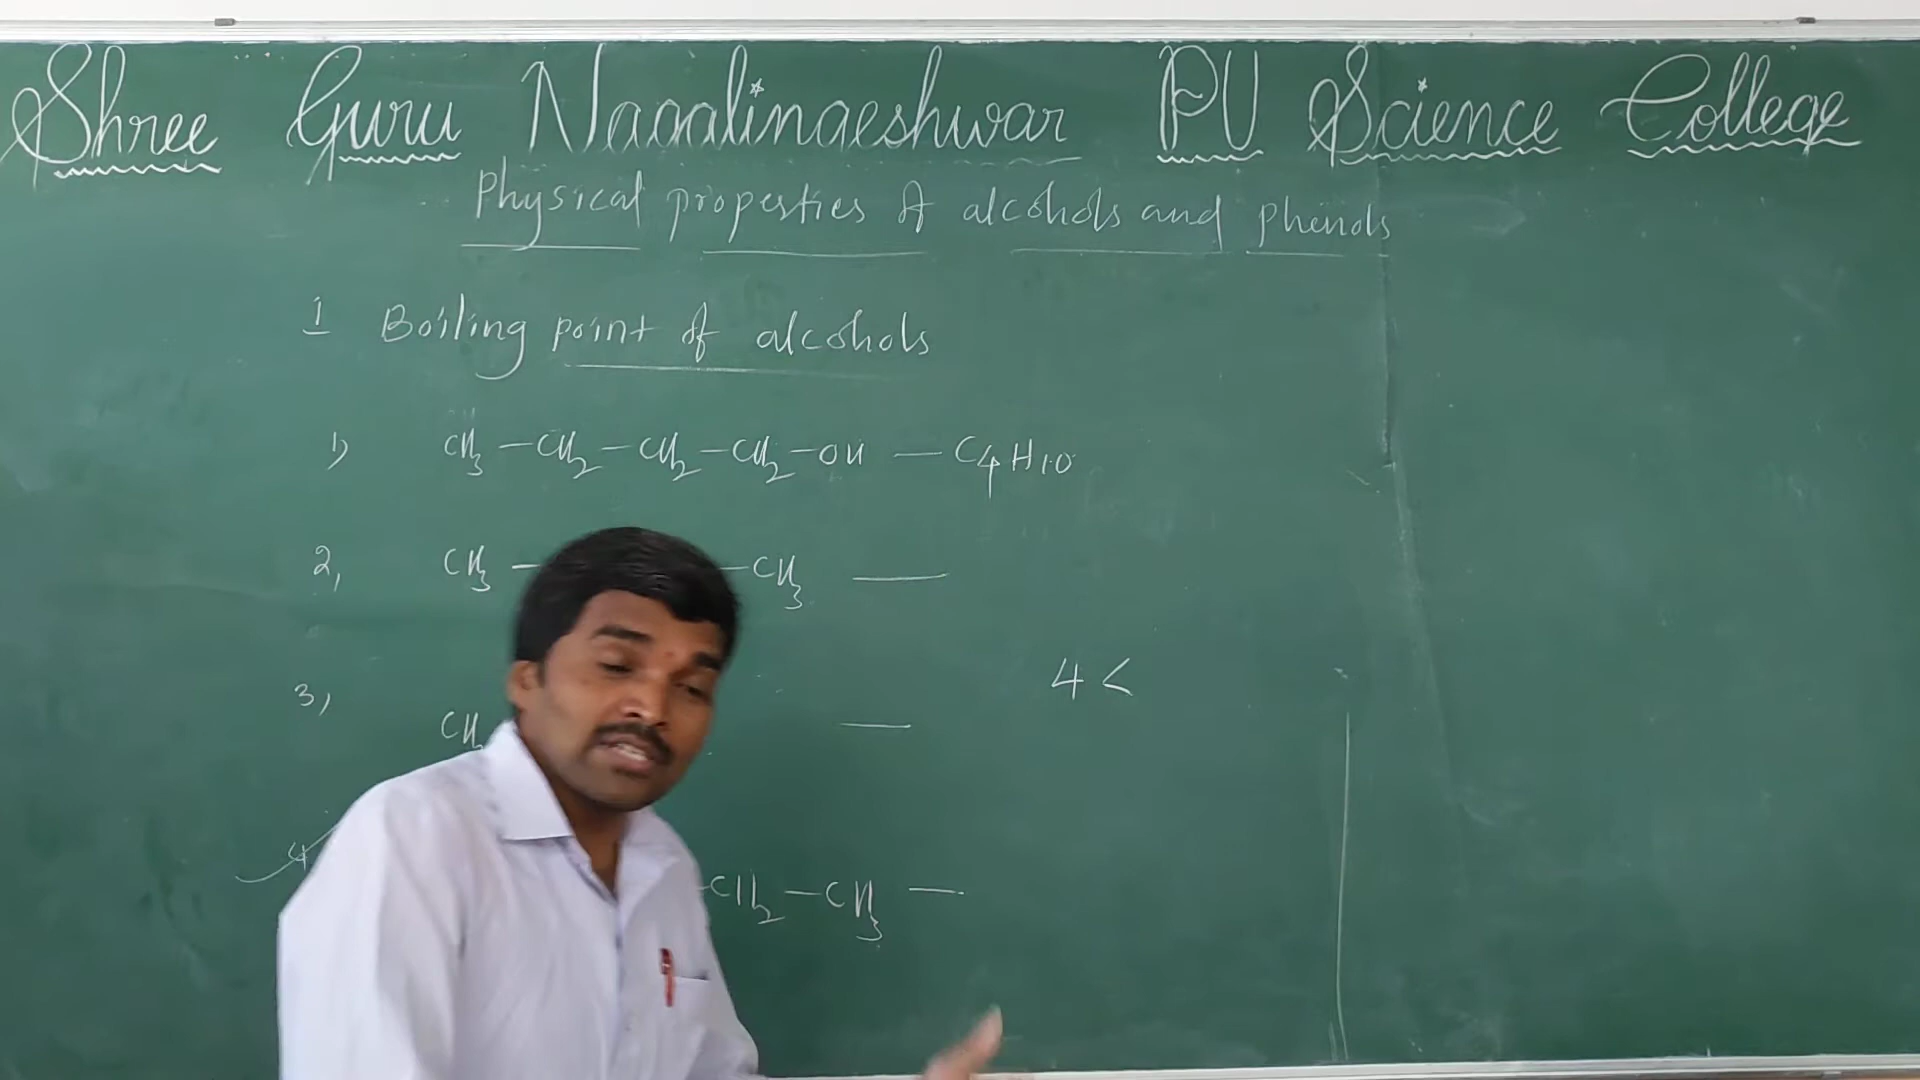 Shree Guru Nagalingeshwar PU Science College
Physical properties of alcohols and phenols
1 Boiling point of alcohols
1) CH3 - CH2 - CH2 - CH2 - OH — C4H10
2, CH3 - - CH3 —
3, CH —
4 < 
4 - CH2 - CH3 —